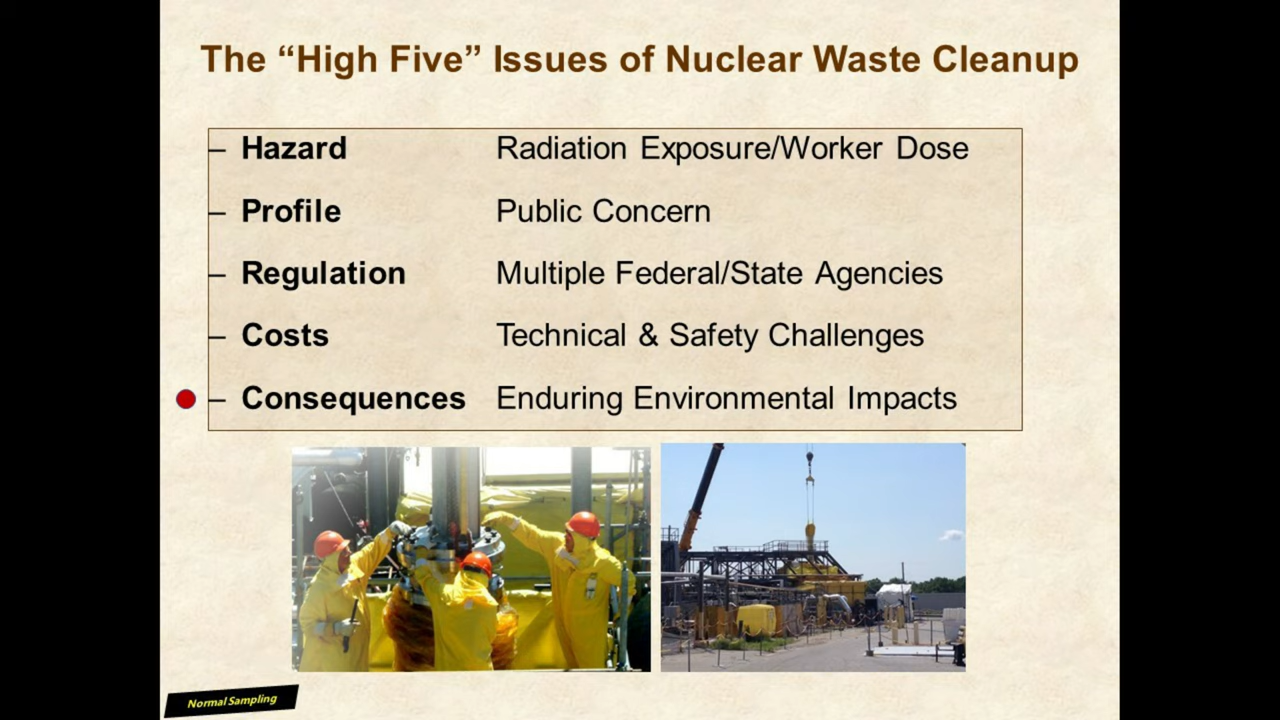 The “High Five” Issues of Nuclear Waste Cleanup
– Hazard Radiation Exposure/Worker Dose
– Profile Public Concern
– Regulation Multiple Federal/State Agencies
– Costs Technical & Safety Challenges
– Consequences Enduring Environmental Impacts
Normal Sampling